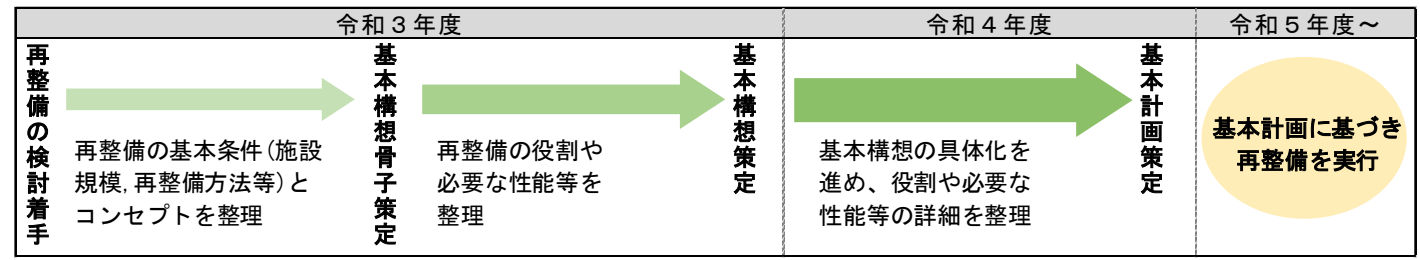 令和３年度
令和４年度
令和５年度～
再整備の検討着手
再整備の基本条件(施設
規模,再整備方法等)と
コンセプトを整理
基本構想骨子策定
再整備の役割や
必要な性能等を
整理
基本構想策定
基本構想の具体化を
進め、役割や必要な
性能等の詳細を整理
基本計画策定
基本計画に基づき
再整備を実行